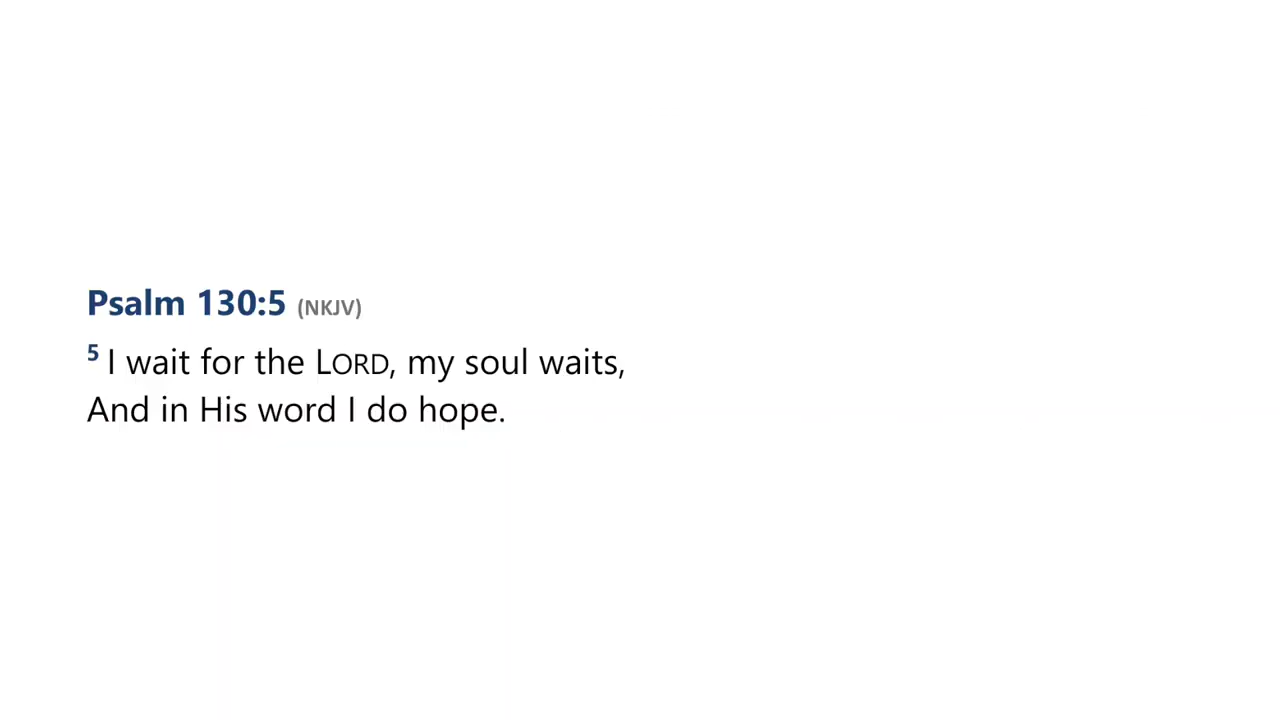 Psalm 130:5 (NKJV)
5 I wait for the LORD, my soul waits,
And in His word I do hope.